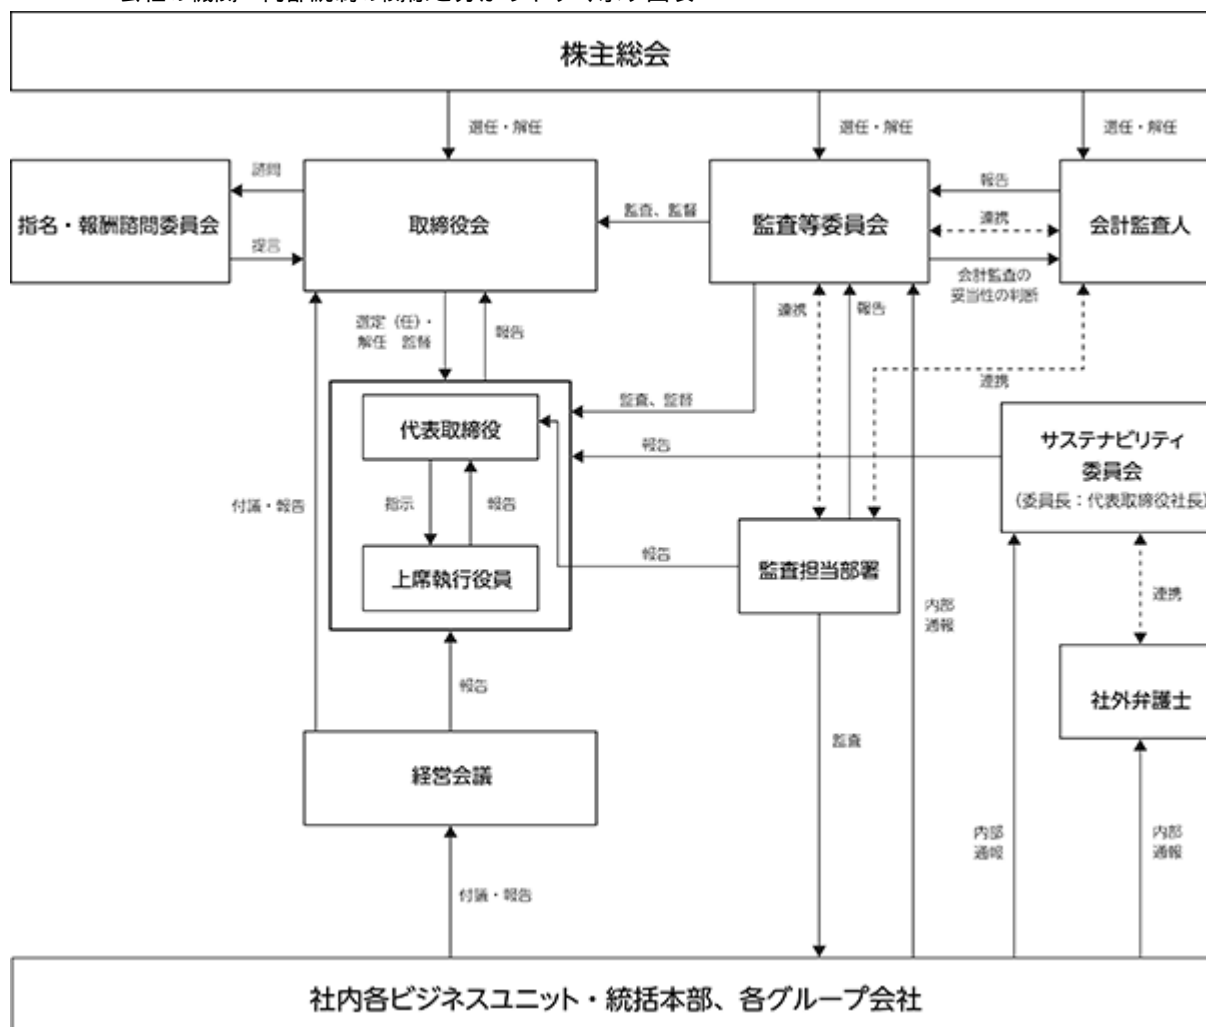 株主総会
選任・解任
選任・解任
選任・解任
諮問
指名・報酬諮問委員会
提言
取締役会
監査、監督
監査等委員会
報告
連携
会計監査の
妥当性の判断
会計監査人
選定（任）・
解任 監督
報告
連携
報告
連携
監査、監督
代表取締役
報告
サステナビリティ
委員会
（委員長：代表取締役社長）
付議・報告
指示
報告
報告
上席執行役員
監査担当部署
内部
通報
連携
報告
社外弁護士
監査
経営会議
内部
通報
内部
通報
付議・報告
社内各ビジネスユニット・統括本部、各グループ会社